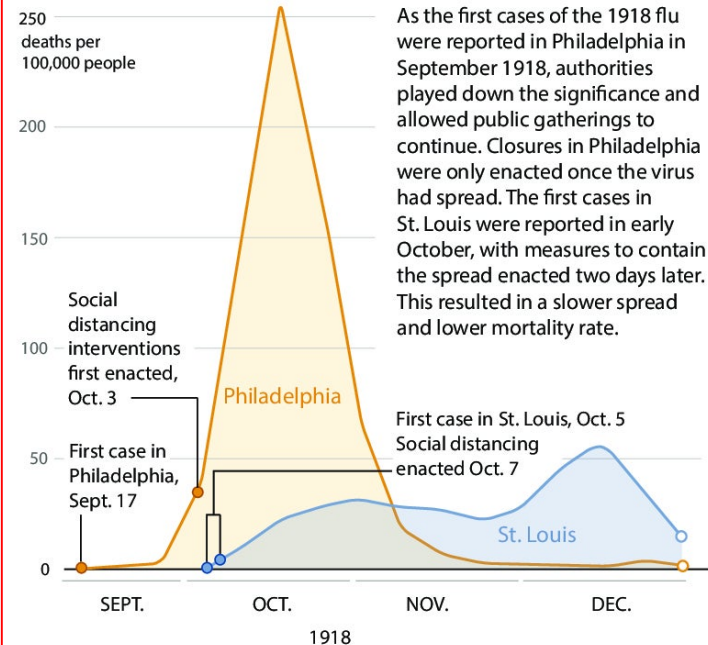 250
deaths per
100,000 people
200
150
100
50
0
As the first cases of the 1918 flu
were reported in Philadelphia in
September 1918, authorities
played down the significance and
allowed public gatherings to
continue. Closures in Philadelphia
were only enacted once the virus
had spread. The first cases in
St. Louis were reported in early
October, with measures to contain
the spread enacted two days later.
This resulted in a slower spread
and lower mortality rate.
Social
distancing
interventions
first enacted,
Oct. 3
Philadelphia
First case in
Philadelphia,
Sept. 17
First case in St. Louis, Oct. 5
Social distancing
enacted Oct. 7
St. Louis
SEPT.
OCT.
NOV.
DEC.
1918